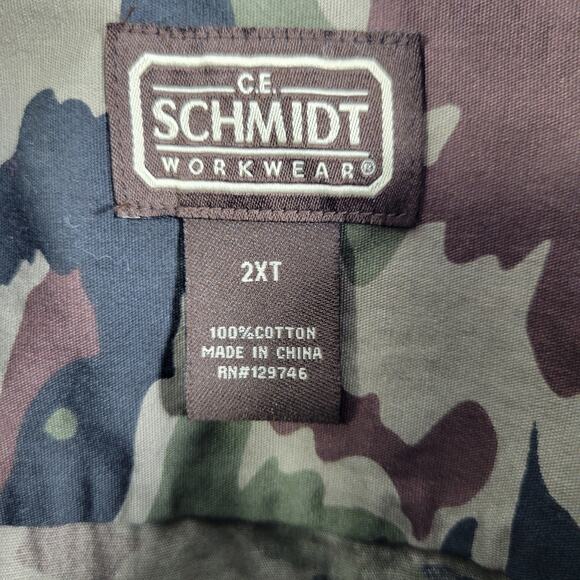 C.E.
SCHMIDT
WORKWEAR®
2XT
100%COTTON
MADE IN CHINA
RN#129746